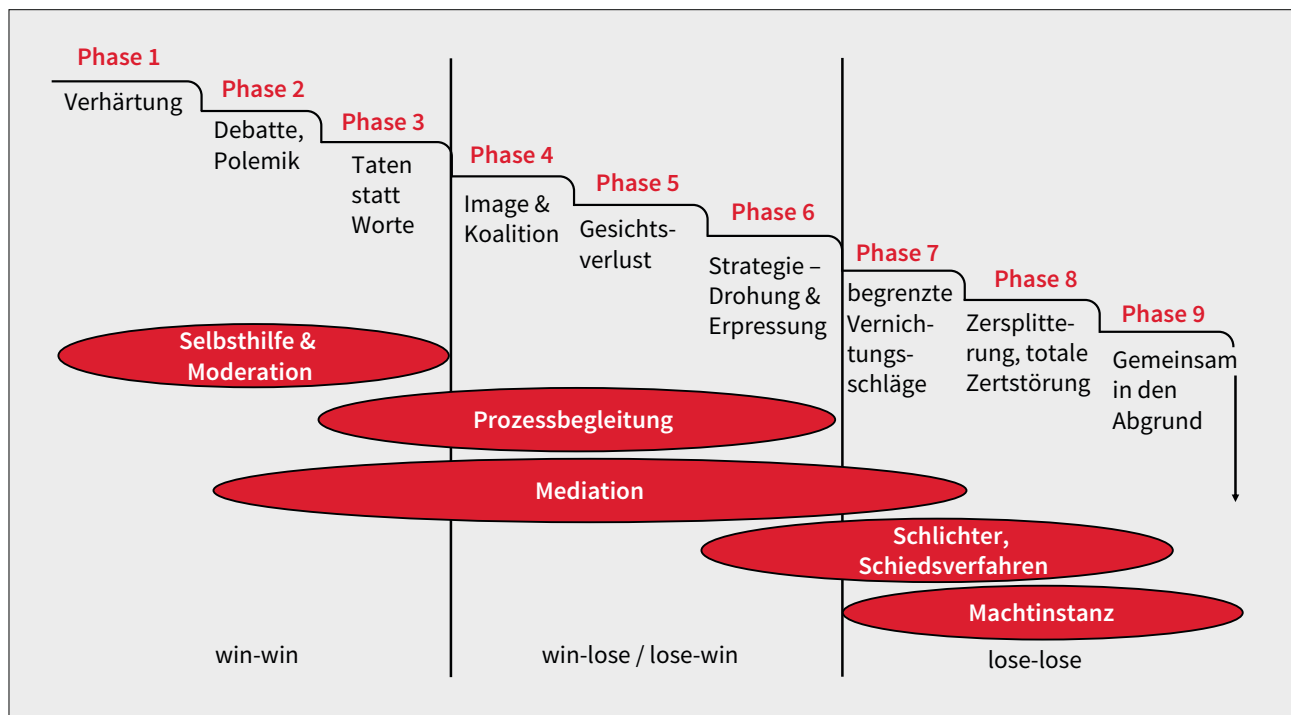 Phase 1
Verhärtung
Phase 2
Debatte,
Polemik
Phase 3
Taten
statt
Worte
Phase 4
Image &
Koalition
Phase 5
Gesichts-
verlust
Phase 6
Strategie –
Drohung &
Erpressung
Phase 7
begrenzte
Vernich-
tungs-
schläge
Phase 8
Zersplitte-
rung, totale
Zertstörung
Phase 9
Gemeinsam
in den
Abgrund
Selbsthilfe &
Moderation
Prozessbegleitung
Mediation
Schlichter,
Schiedsverfahren
Machtinstanz
win-win
win-lose / lose-win
lose-lose